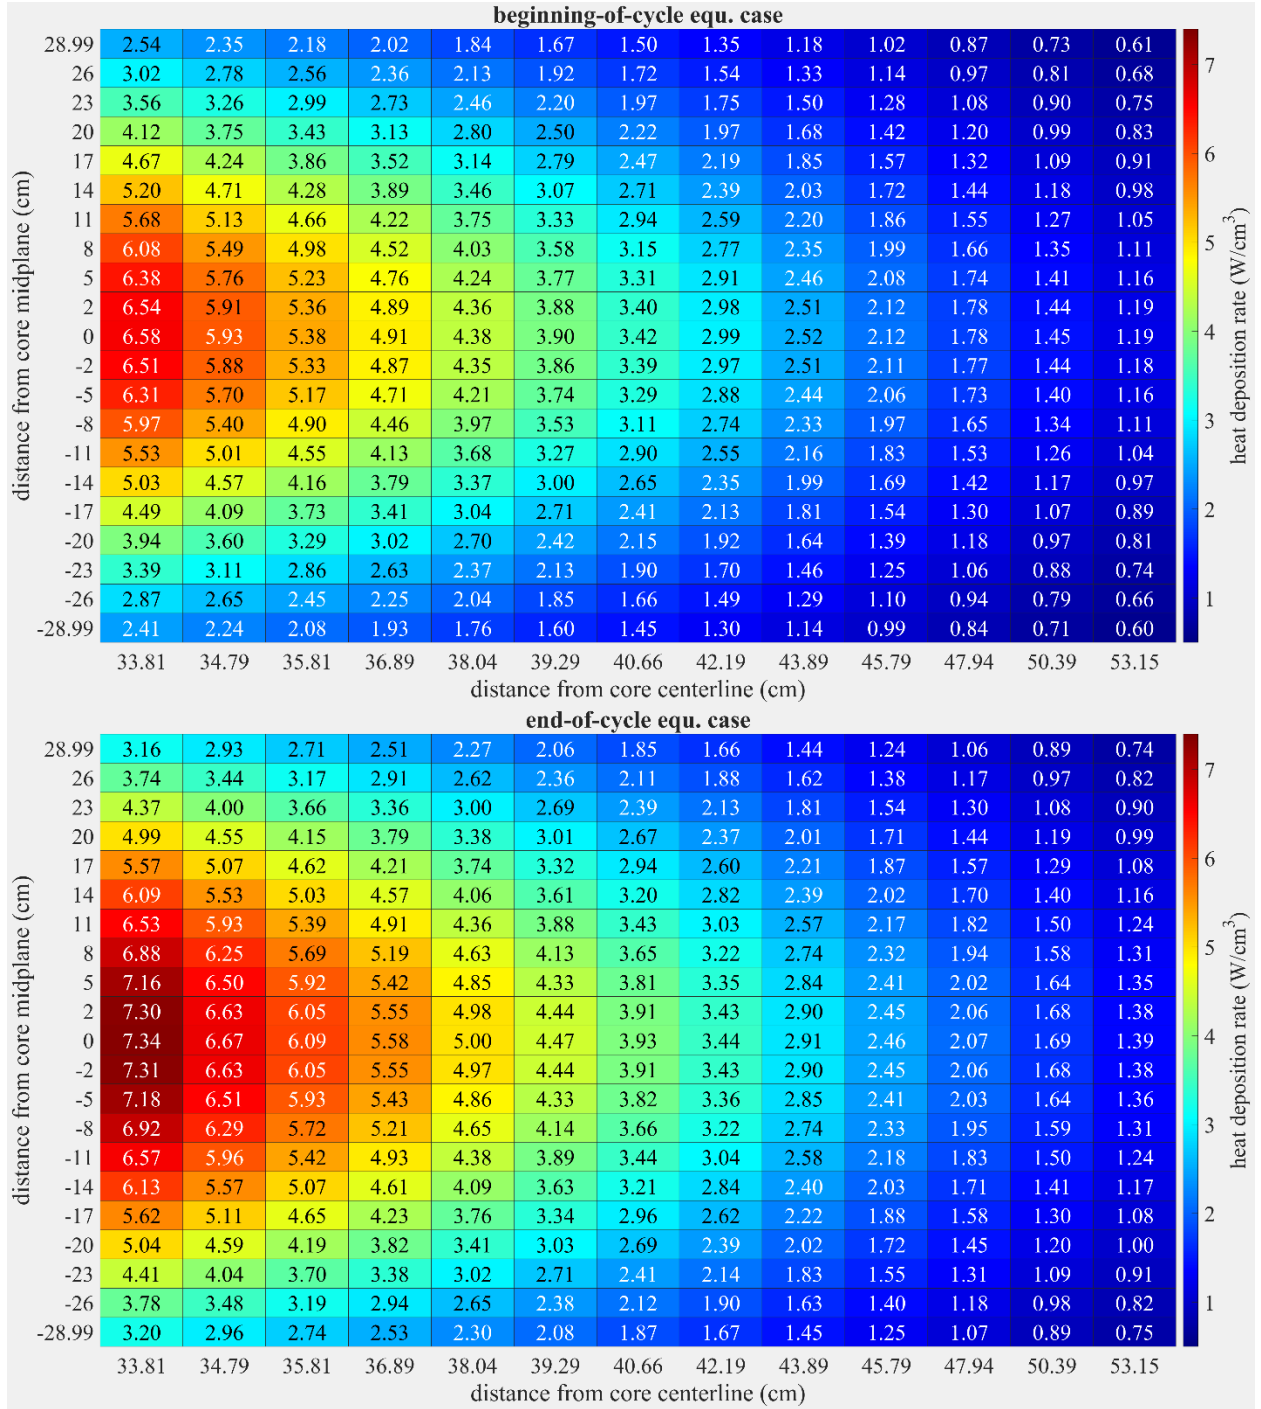 beginning-of-cycle equ. case
28.99 2.54 2.35 2.18 2.02 1.84 1.67 1.50 1.35 1.18 1.02 0.87 0.73 0.61
26 3.02 2.78 2.56 2.36 2.13 1.92 1.72 1.54 1.33 1.14 0.97 0.81 0.68
23 3.56 3.26 2.99 2.73 2.46 2.20 1.97 1.75 1.50 1.28 1.08 0.90 0.75
20 4.12 3.75 3.43 3.13 2.80 2.50 2.22 1.97 1.68 1.42 1.20 0.99 0.83
17 4.67 4.24 3.86 3.52 3.14 2.79 2.47 2.19 1.85 1.57 1.32 1.09 0.91
14 5.20 4.71 4.28 3.89 3.46 3.07 2.71 2.39 2.03 1.72 1.44 1.18 0.98
11 5.68 5.13 4.66 4.22 3.75 3.33 2.94 2.59 2.20 1.86 1.55 1.27 1.05
8 6.08 5.49 4.98 4.52 4.03 3.58 3.15 2.77 2.35 1.99 1.66 1.35 1.11
5 6.38 5.76 5.23 4.76 4.24 3.77 3.31 2.91 2.46 2.08 1.74 1.41 1.16
2 6.54 5.91 5.36 4.89 4.36 3.88 3.40 2.98 2.51 2.12 1.78 1.44 1.19
0 6.58 5.93 5.38 4.91 4.38 3.90 3.42 2.99 2.52 2.12 1.78 1.45 1.19
-2 6.51 5.88 5.33 4.87 4.35 3.86 3.39 2.97 2.51 2.11 1.77 1.44 1.18
-5 6.31 5.70 5.17 4.71 4.21 3.74 3.29 2.88 2.44 2.06 1.73 1.40 1.16
-8 5.97 5.40 4.90 4.46 3.97 3.53 3.11 2.74 2.33 1.97 1.65 1.34 1.11
-11 5.53 5.01 4.55 4.13 3.68 3.27 2.90 2.55 2.16 1.83 1.53 1.26 1.04
-14 5.03 4.57 4.16 3.79 3.37 3.00 2.65 2.35 1.99 1.69 1.42 1.17 0.97
-17 4.49 4.09 3.73 3.41 3.04 2.71 2.41 2.13 1.81 1.54 1.30 1.07 0.89
-20 3.94 3.60 3.29 3.02 2.70 2.42 2.15 1.92 1.64 1.39 1.18 0.97 0.81
-23 3.39 3.11 2.86 2.63 2.37 2.13 1.90 1.70 1.46 1.25 1.06 0.88 0.74
-26 2.87 2.65 2.45 2.25 2.04 1.85 1.66 1.49 1.29 1.10 0.94 0.79 0.66
-28.99 2.41 2.24 2.08 1.93 1.76 1.60 1.45 1.30 1.14 0.99 0.84 0.71 0.60
33.81 34.79 35.81 36.89 38.04 39.29 40.66 42.19 43.89 45.79 47.94 50.39 53.15
distance from core centerline (cm)
distance from core midplane (cm)
7
6
5
4
3
2
1
heat deposition rate (W/cm³)
end-of-cycle equ. case
28.99 3.16 2.93 2.71 2.51 2.27 2.06 1.85 1.66 1.44 1.24 1.06 0.89 0.74
26 3.74 3.44 3.17 2.91 2.62 2.36 2.11 1.88 1.62 1.38 1.17 0.97 0.82
23 4.37 4.00 3.66 3.36 3.00 2.69 2.39 2.13 1.81 1.54 1.30 1.08 0.90
20 4.99 4.55 4.15 3.79 3.38 3.01 2.67 2.37 2.01 1.71 1.44 1.19 0.99
17 5.57 5.07 4.62 4.21 3.74 3.32 2.94 2.60 2.21 1.87 1.57 1.29 1.08
14 6.09 5.53 5.03 4.57 4.06 3.61 3.20 2.82 2.39 2.02 1.70 1.40 1.16
11 6.53 5.93 5.39 4.91 4.36 3.88 3.43 3.03 2.57 2.17 1.82 1.50 1.24
8 6.88 6.25 5.69 5.19 4.63 4.13 3.65 3.22 2.74 2.32 1.94 1.58 1.31
5 7.16 6.50 5.92 5.42 4.85 4.33 3.81 3.35 2.84 2.41 2.02 1.64 1.35
2 7.30 6.63 6.05 5.55 4.98 4.44 3.91 3.43 2.90 2.45 2.06 1.68 1.38
0 7.34 6.67 6.09 5.58 5.00 4.47 3.93 3.44 2.91 2.46 2.07 1.69 1.39
-2 7.31 6.63 6.05 5.55 4.97 4.44 3.91 3.43 2.90 2.45 2.06 1.68 1.38
-5 7.18 6.51 5.93 5.43 4.86 4.33 3.82 3.36 2.85 2.41 2.03 1.64 1.36
-8 6.92 6.29 5.72 5.21 4.65 4.14 3.66 3.22 2.74 2.33 1.95 1.59 1.31
-11 6.57 5.96 5.42 4.93 4.38 3.89 3.44 3.04 2.58 2.18 1.83 1.50 1.24
-14 6.13 5.57 5.07 4.61 4.09 3.63 3.21 2.84 2.40 2.03 1.71 1.41 1.17
-17 5.62 5.11 4.65 4.23 3.76 3.34 2.96 2.62 2.22 1.88 1.58 1.30 1.08
-20 5.04 4.59 4.19 3.82 3.41 3.03 2.69 2.39 2.02 1.72 1.45 1.20 1.00
-23 4.41 4.04 3.70 3.38 3.02 2.71 2.41 2.14 1.83 1.55 1.31 1.09 0.91
-26 3.78 3.48 3.19 2.94 2.65 2.38 2.12 1.90 1.63 1.40 1.18 0.98 0.82
-28.99 3.20 2.96 2.74 2.53 2.30 2.08 1.87 1.67 1.45 1.25 1.07 0.89 0.75
33.81 34.79 35.81 36.89 38.04 39.29 40.66 42.19 43.89 45.79 47.94 50.39 53.15
distance from core centerline (cm)
distance from core midplane (cm)
7
6
5
4
3
2
1
heat deposition rate (W/cm³)